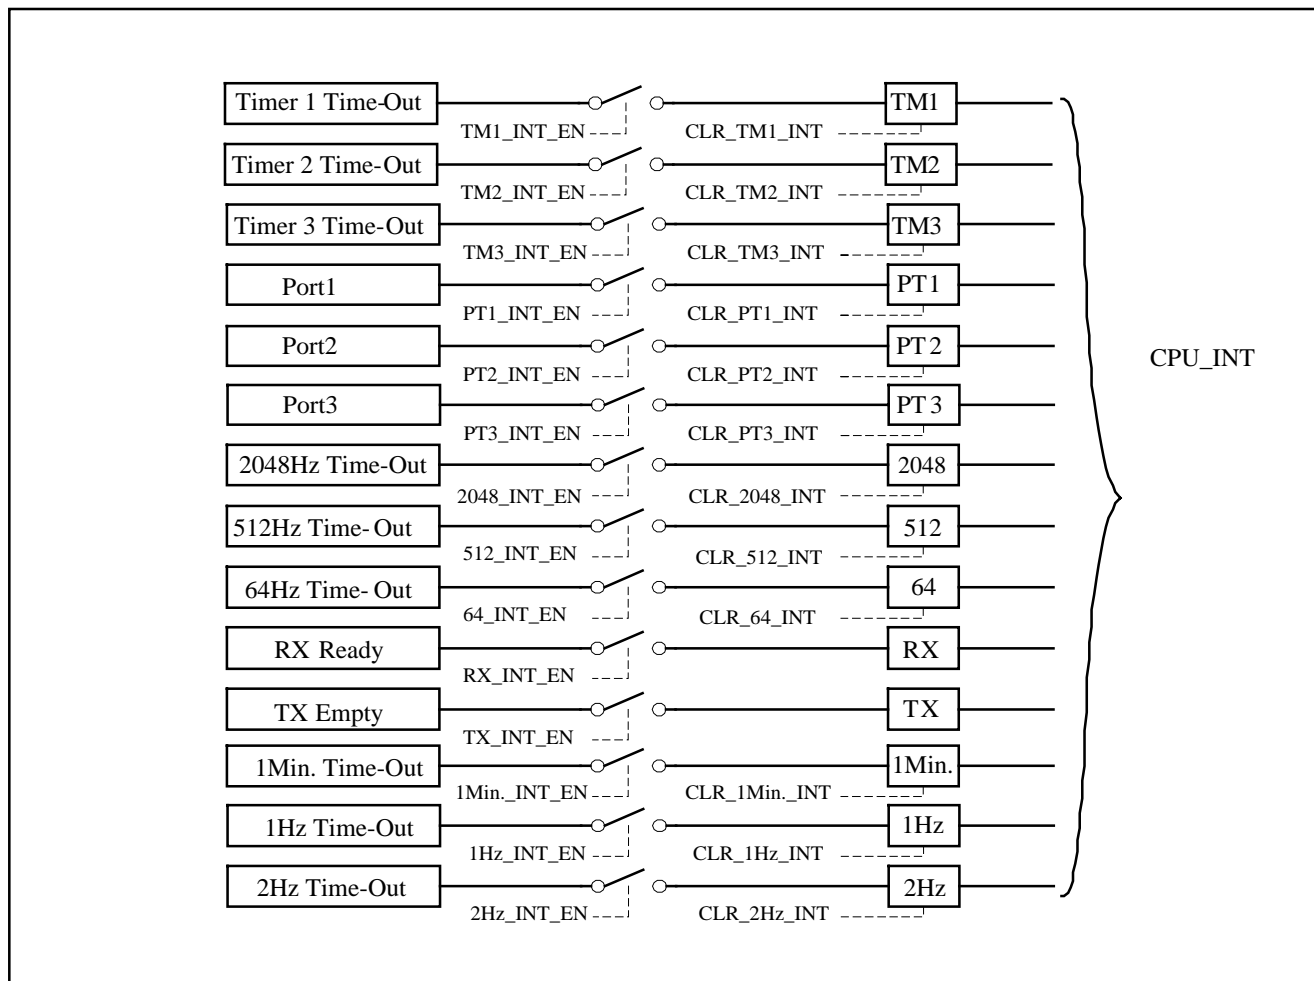 Timer 1 Time-Out
TM1
TM1_INT_EN
CLR_TM1_INT
Timer 2 Time-Out
TM2
TM2_INT_EN
CLR_TM2_INT
Timer 3 Time-Out
TM3
TM3_INT_EN
CLR_TM3_INT
Port1
PT1
PT1_INT_EN
CLR_PT1_INT
Port2
PT2
CPU_INT
PT2_INT_EN
CLR_PT2_INT
Port3
PT3
PT3_INT_EN
CLR_PT3_INT
2048Hz Time-Out
2048
2048_INT_EN
CLR_2048_INT
512Hz Time-Out
512
512_INT_EN
CLR_512_INT
64Hz Time-Out
64
64_INT_EN
CLR_64_INT
RX Ready
RX
RX_INT_EN
TX Empty
TX
TX_INT_EN
1Min. Time-Out
1Min.
1Min._INT_EN
CLR_1Min._INT
1Hz Time-Out
1Hz
1Hz_INT_EN
CLR_1Hz_INT
2Hz Time-Out
2Hz
2Hz_INT_EN
CLR_2Hz_INT